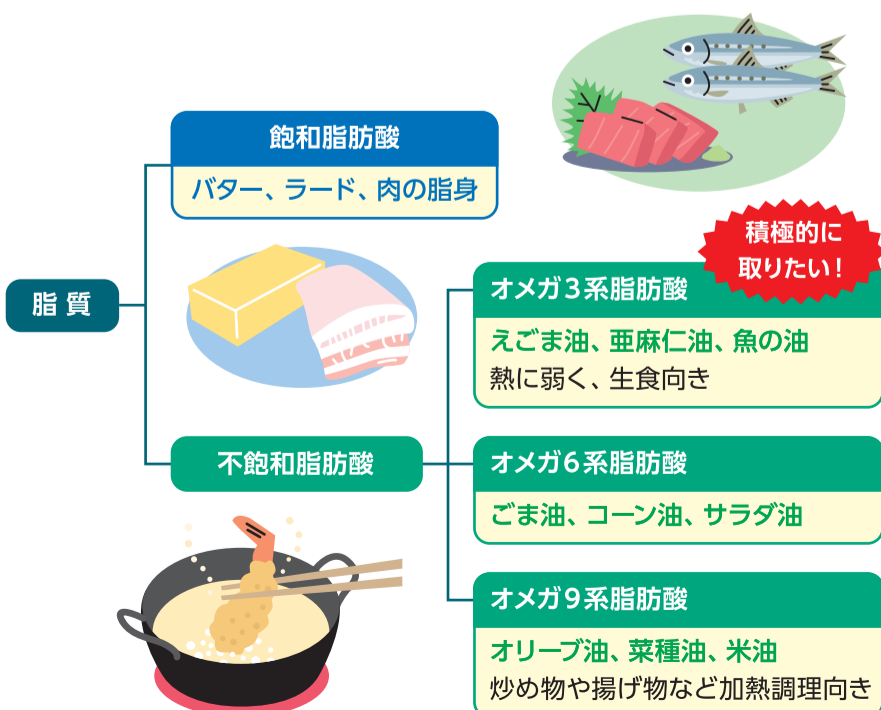 脂質
飽和脂肪酸
バター、ラード、肉の脂身
不飽和脂肪酸
積極的に
取りたい！
オメガ3系脂肪酸
えごま油、亜麻仁油、魚の油
熱に弱く、生食向き
オメガ6系脂肪酸
ごま油、コーン油、サラダ油
オメガ9系脂肪酸
オリーブ油、菜種油、米油
炒め物や揚げ物など加熱調理向き